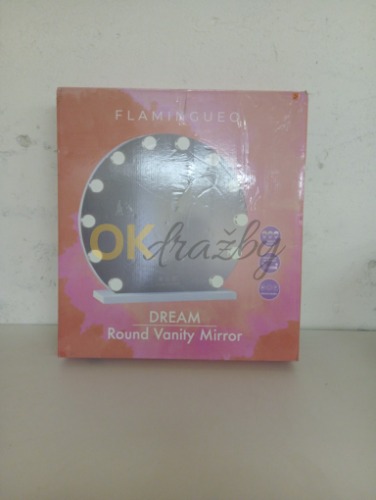 FLAMINGUEO
OKdražby
DREAM
Round Vanity Mirror